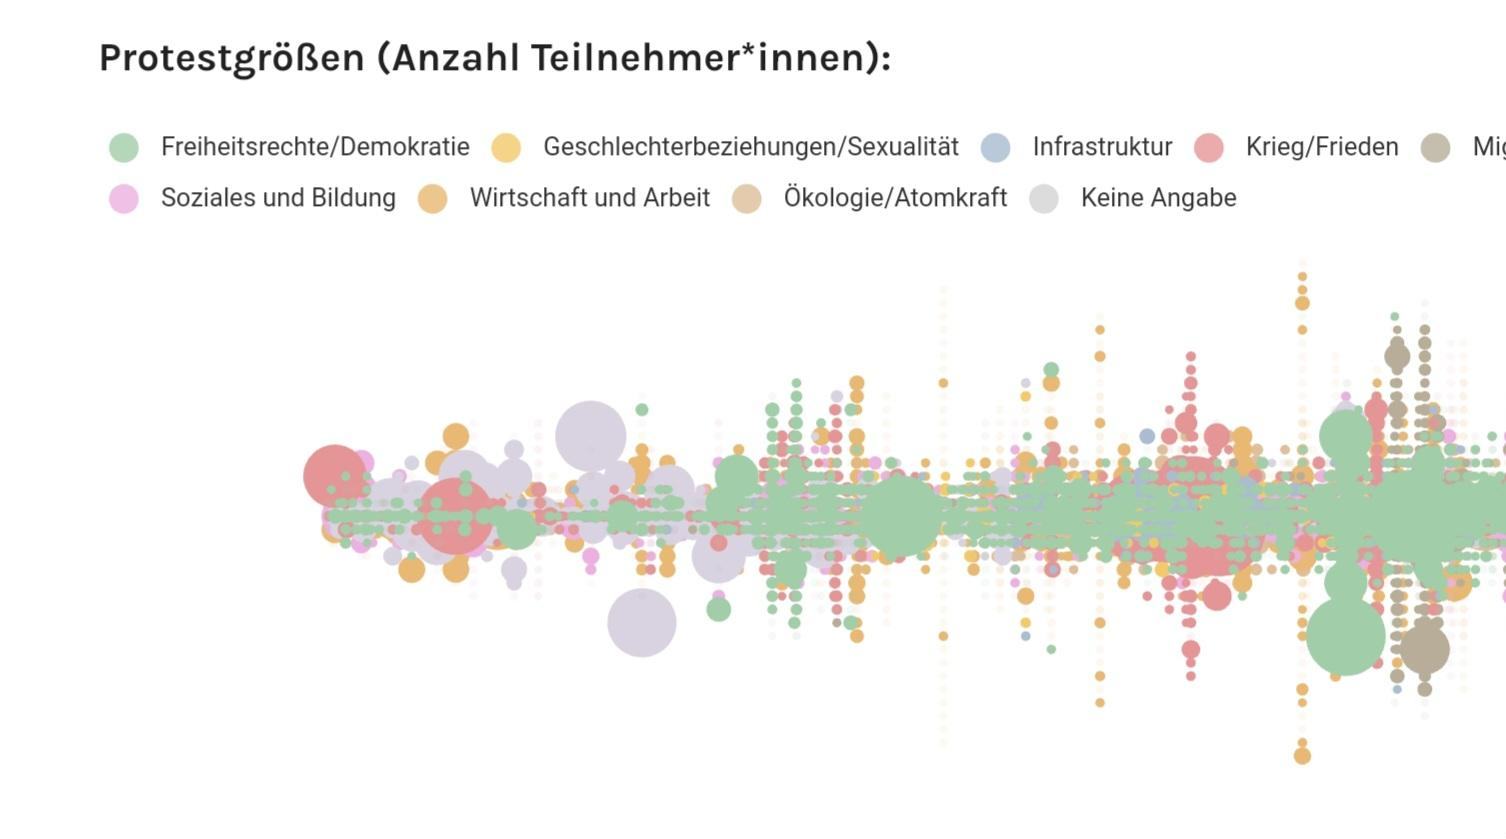 Protestgrößen (Anzahl Teilnehmer*innen):
Freiheitsrechte/Demokratie Geschlechterbeziehungen/Sexualität Infrastruktur Krieg/Frieden
Soziales und Bildung Wirtschaft und Arbeit Ökologie/Atomkraft Keine Angabe